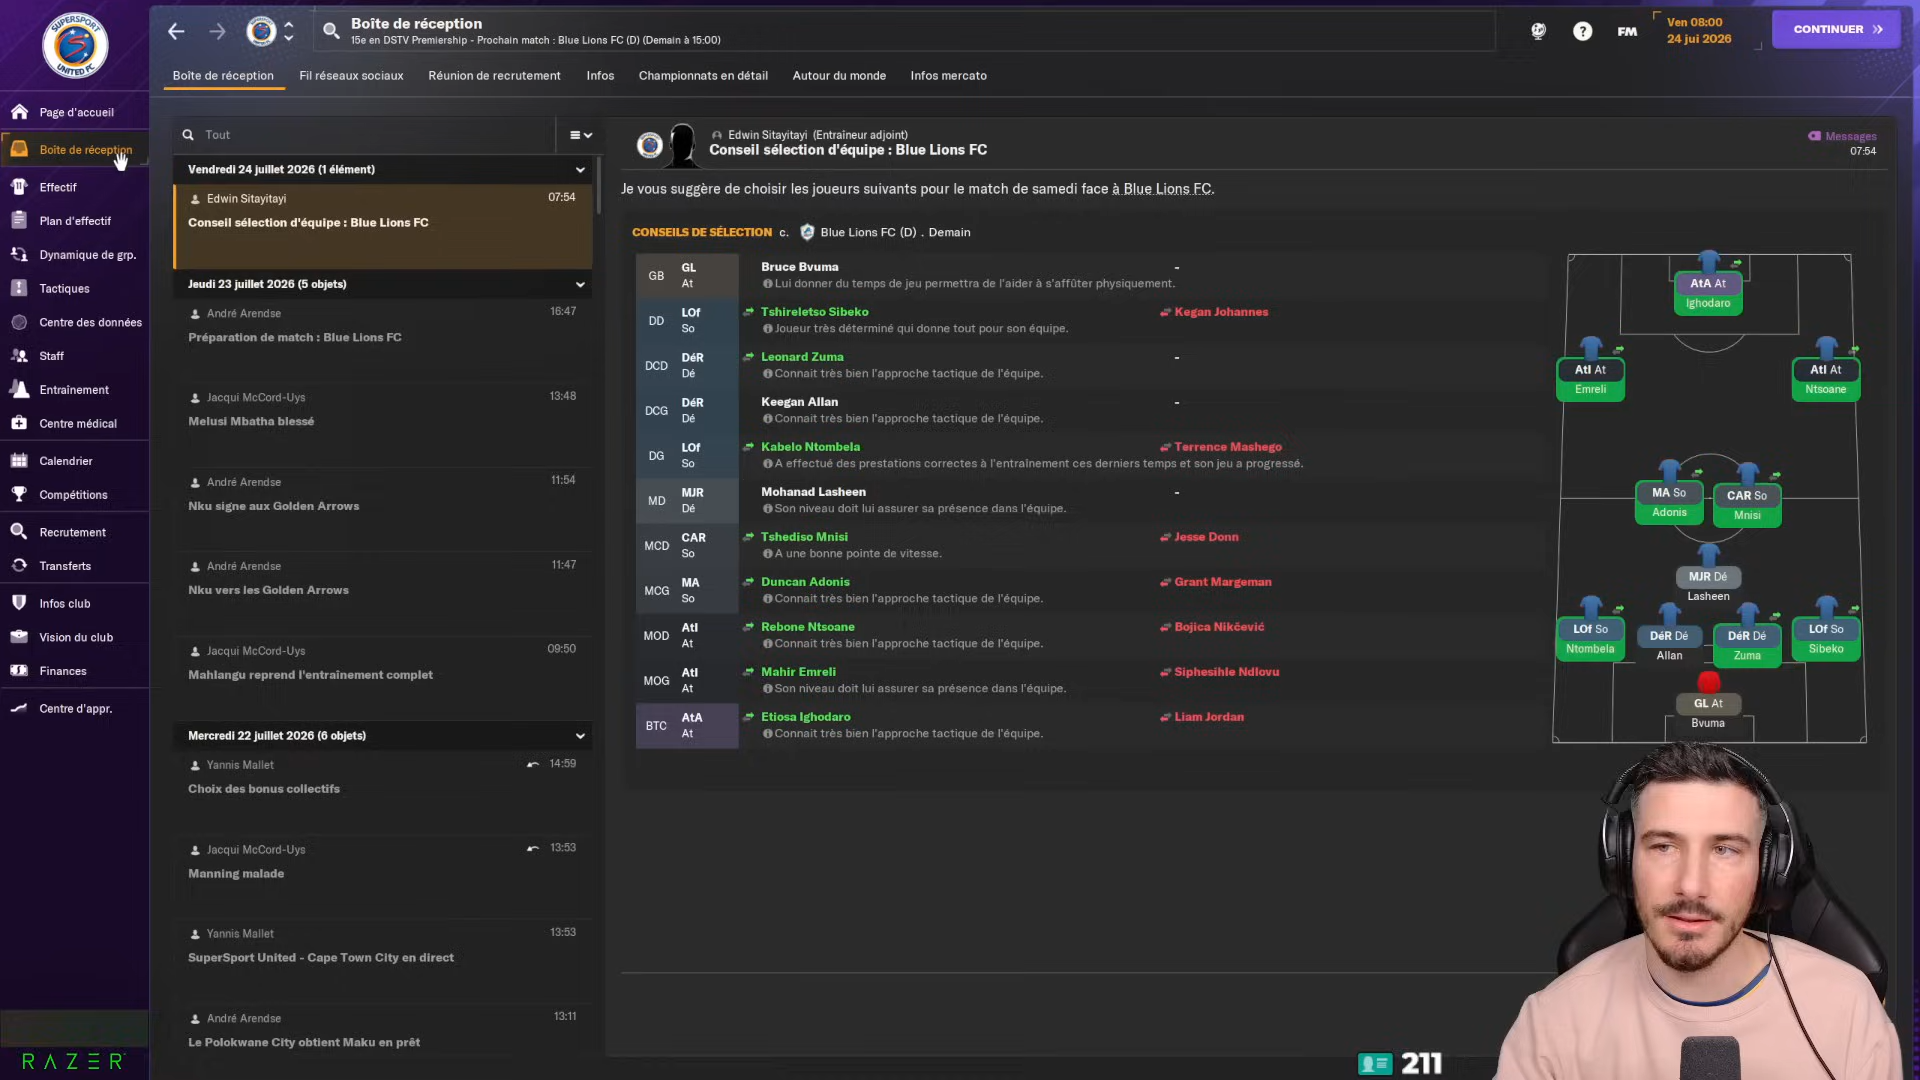 SUPERSPORT
UNITED FC
Boîte de réception
15e en DSTV Premiership - Prochain match : Blue Lions FC (D) (Demain à 15:00)
FM
Ven 08:00
24 jui 2026
CONTINUER
Boîte de réception
Fil réseaux sociaux
Réunion de recrutement
Infos
Championnats en détail
Autour du monde
Infos mercato
Page d'accueil
Boîte de réception
Effectif
Plan d'effectif
Dynamique de grp.
Tactiques
Centre des données
Staff
Entraînement
Centre médical
Calendrier
Compétitions
Recrutement
Transferts
Infos club
Vision du club
Finances
Centre d'appr.
RAZER
Tout
Vendredi 24 juillet 2026 (1 élément)
Edwin Sitayitayi 07:54
Conseil sélection d'équipe : Blue Lions FC
Jeudi 23 juillet 2026 (5 objets)
André Arendse 16:47
Préparation de match : Blue Lions FC
Jacqui McCord-Uys 13:48
Melusi Mbatha blessé
André Arendse 11:54
Nku signe aux Golden Arrows
André Arendse 11:47
Nku vers les Golden Arrows
Jacqui McCord-Uys 09:50
Mahlangu reprend l'entraînement complet
Mercredi 22 juillet 2026 (6 objets)
Yannis Mallet 14:59
Choix des bonus collectifs
Jacqui McCord-Uys 13:53
Manning malade
Yannis Mallet 13:53
SuperSport United - Cape Town City en direct
André Arendse 13:11
Le Polokwane City obtient Maku en prêt
Edwin Sitayitayi (Entraîneur adjoint)
Conseil sélection d'équipe : Blue Lions FC
Messages
07:54
Je vous suggère de choisir les joueurs suivants pour le match de samedi face à Blue Lions FC.
CONSEILS DE SÉLECTION c. Blue Lions FC (D) . Demain
GB GL At Bruce Bvuma -
Lui donner du temps de jeu permettra de l'aider à s'affûter physiquement.
DD LOf So Tshireletso Sibeko Kegan Johannes
Joueur très déterminé qui donne tout pour son équipe.
DCD DéR Dé Leonard Zuma -
Connait très bien l'approche tactique de l'équipe.
DCG DéR Dé Keegan Allan -
Connait très bien l'approche tactique de l'équipe.
DG LOf So Kabelo Ntombela Terrence Mashego
A effectué des prestations correctes à l'entraînement ces derniers temps et son jeu a progressé.
MD MJR Dé Mohanad Lasheen -
Son niveau doit lui assurer sa présence dans l'équipe.
MCD CAR So Tshediso Mnisi Jesse Donn
A une bonne pointe de vitesse.
MCG MA So Duncan Adonis Grant Margeman
Connait très bien l'approche tactique de l'équipe.
MOD AtI At Rebone Ntsoane Bojica Nikčević
Connait très bien l'approche tactique de l'équipe.
MOG AtI At Mahir Emreli Siphesihle Ndlovu
Son niveau doit lui assurer sa présence dans l'équipe.
BTC AtA At Etiosa Ighodaro Liam Jordan
Connait très bien l'approche tactique de l'équipe.
AtA At
Ighodaro
AtI At
Emreli
AtI At
Ntsoane
MA So
Adonis
CAR So
Mnisi
MJR Dé
Lasheen
LOf So
Ntombela
DéR Dé
Allan
DéR Dé
Zuma
LOf So
Sibeko
GL At
Bvuma
211